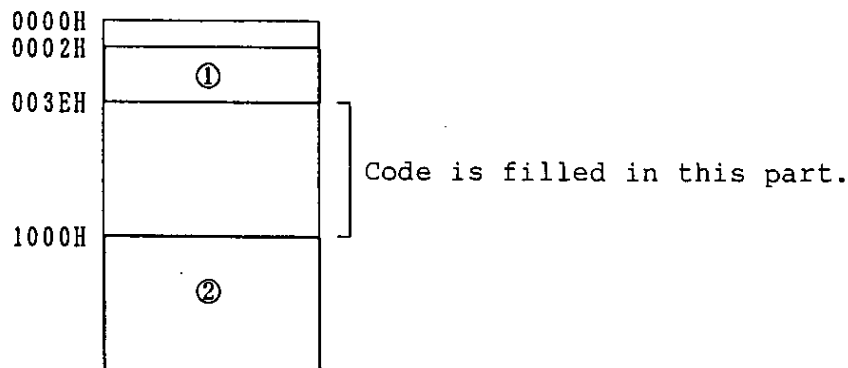 0000H
0002H
①
003EH
Code is filled in this part.
1000H
②